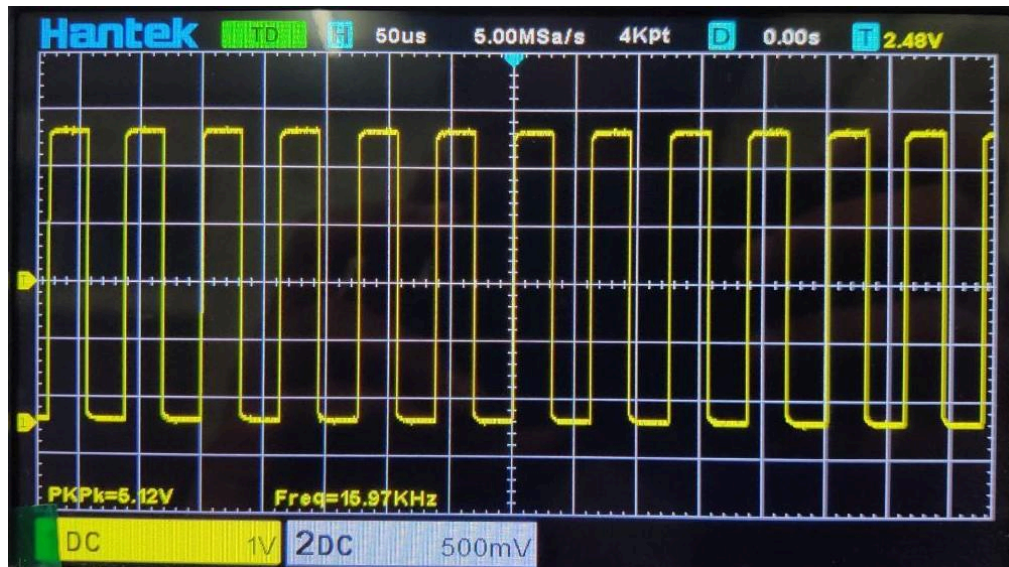 Hantek TD H 50us 5.00MSa/s 4Kpt D 0.00s T 2.48V
PKPk=5.12V Freq=15.97KHz
DC 1V 2DC 500mV